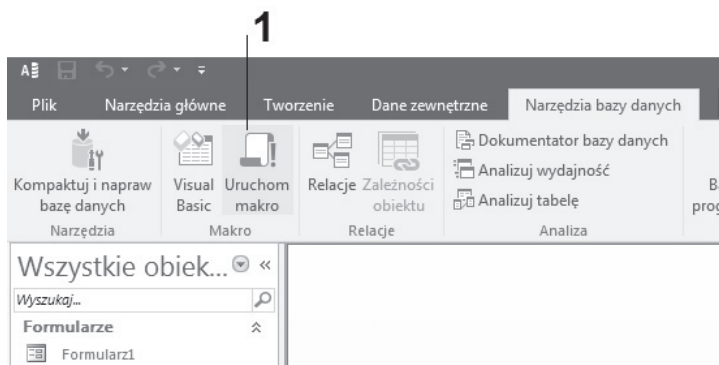 1
Plik Narzędzia główne Tworzenie Dane zewnętrzne Narzędzia bazy danych
Kompaktuj i napraw bazę danych
Visual Basic
Uruchom makro
Relacje
Zależności obiektu
Dokumentator bazy danych
Analizuj wydajność
Analizuj tabelę
Narzędzia Makro Relacje Analiza
Wszystkie obiek...
Wyszukaj...
Formularze
Formularz1